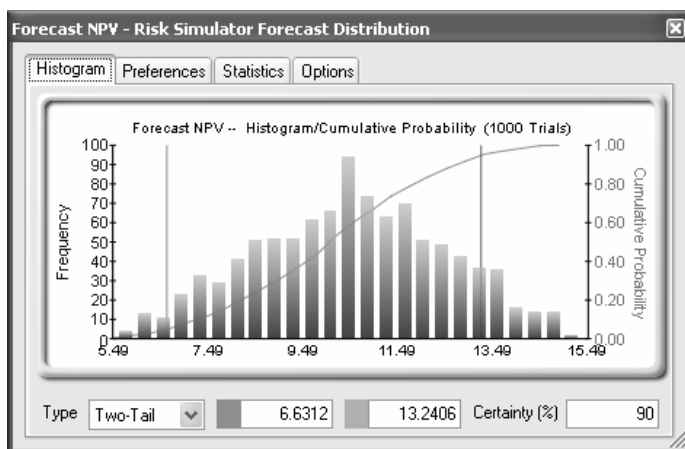 Forecast NPV - Risk Simulator Forecast Distribution
Histogram Preferences Statistics Options
Forecast NPV -- Histogram/Cumulative Probability (1000 Trials)
Frequency
100
90
80
70
60
50
40
30
20
10
0
5.49 7.49 9.49 11.49 13.49 15.49
1.00
0.80
0.60
0.40
0.20
0.00
Cumulative Probability
Type Two-Tail 6.6312 13.2406 Certainty (%) 90